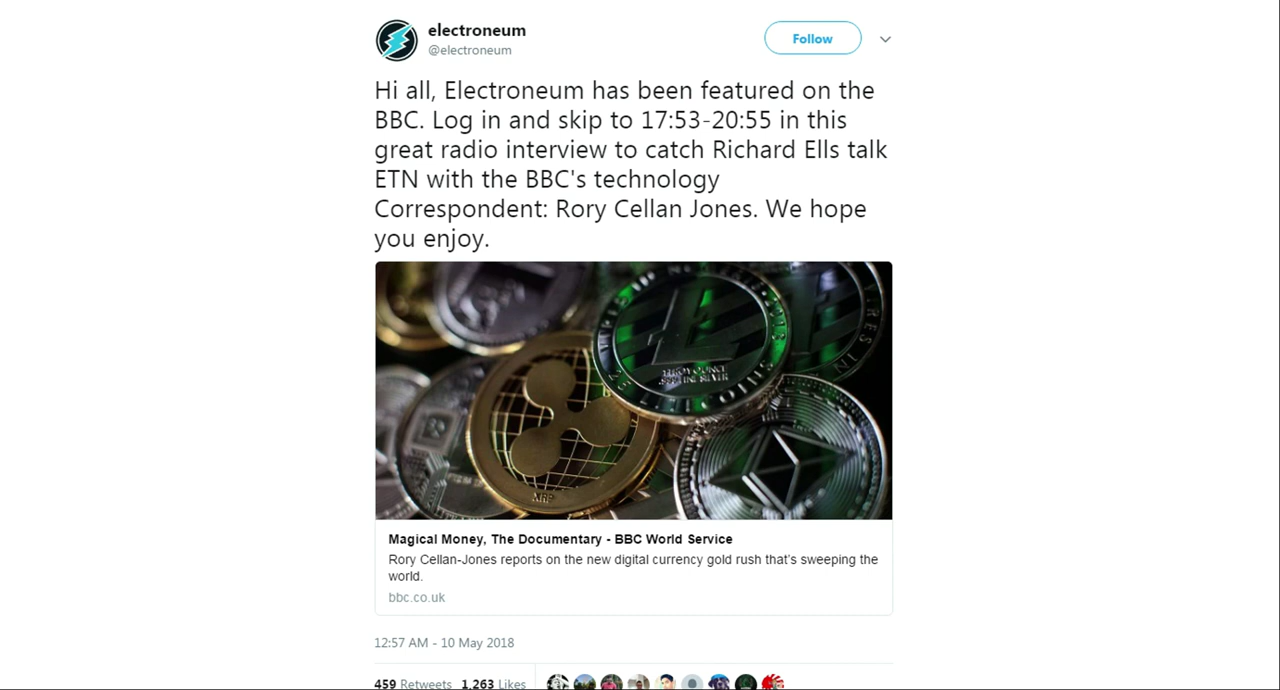 electroneum
@electroneum
Follow
Hi all, Electroneum has been featured on the
BBC. Log in and skip to 17:53-20:55 in this
great radio interview to catch Richard Ells talk
ETN with the BBC's technology
Correspondent: Rory Cellan Jones. We hope
you enjoy.
XRP
Magical Money, The Documentary - BBC World Service
Rory Cellan-Jones reports on the new digital currency gold rush that's sweeping the
world.
bbc.co.uk
12:57 AM - 10 May 2018
459 Retweets 1,263 Likes